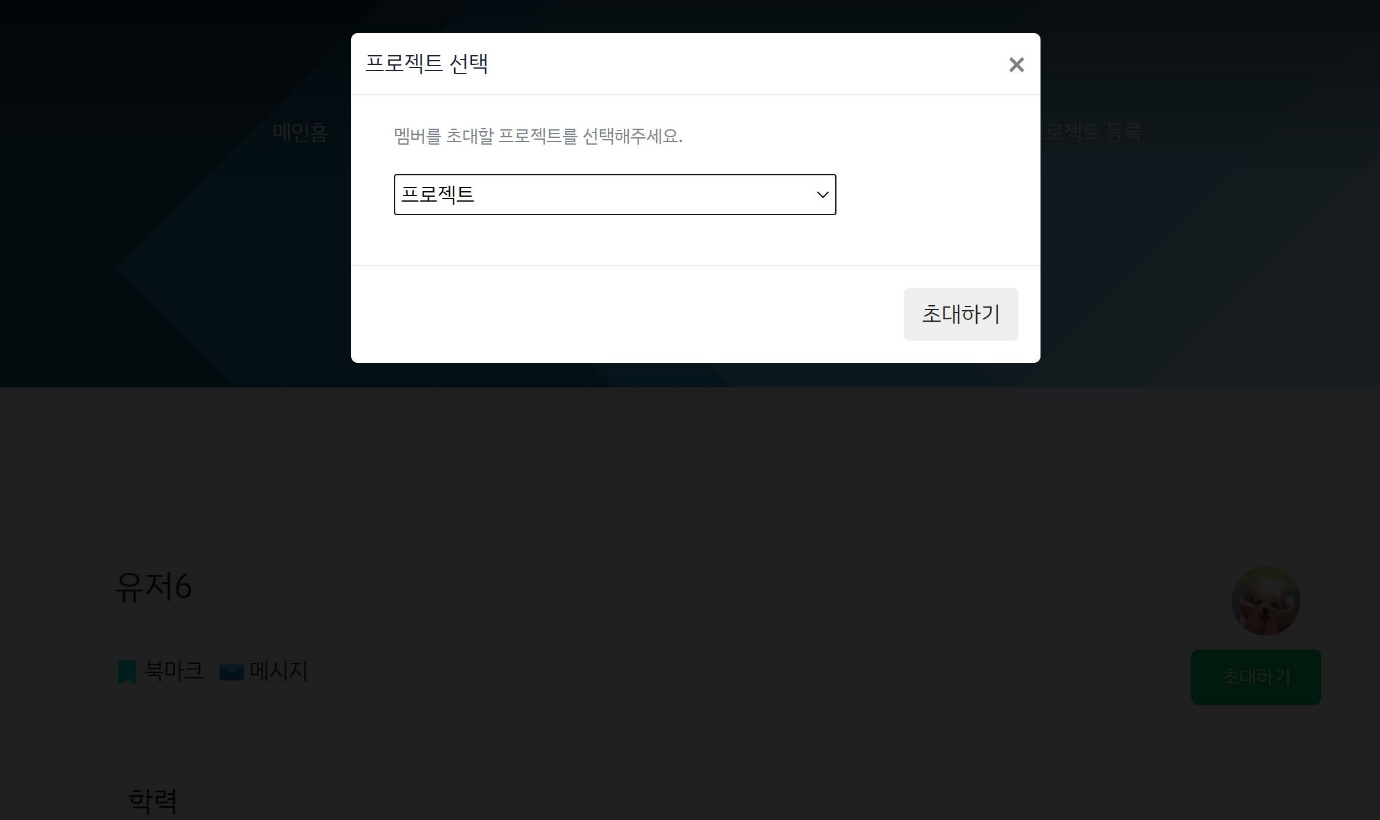 프로젝트 선택
×
메인홈
로젝트 등록
멤버를 초대할 프로젝트를 선택해주세요.
프로젝트
초대하기
유저6
북마크 메시지
초대하기
학력